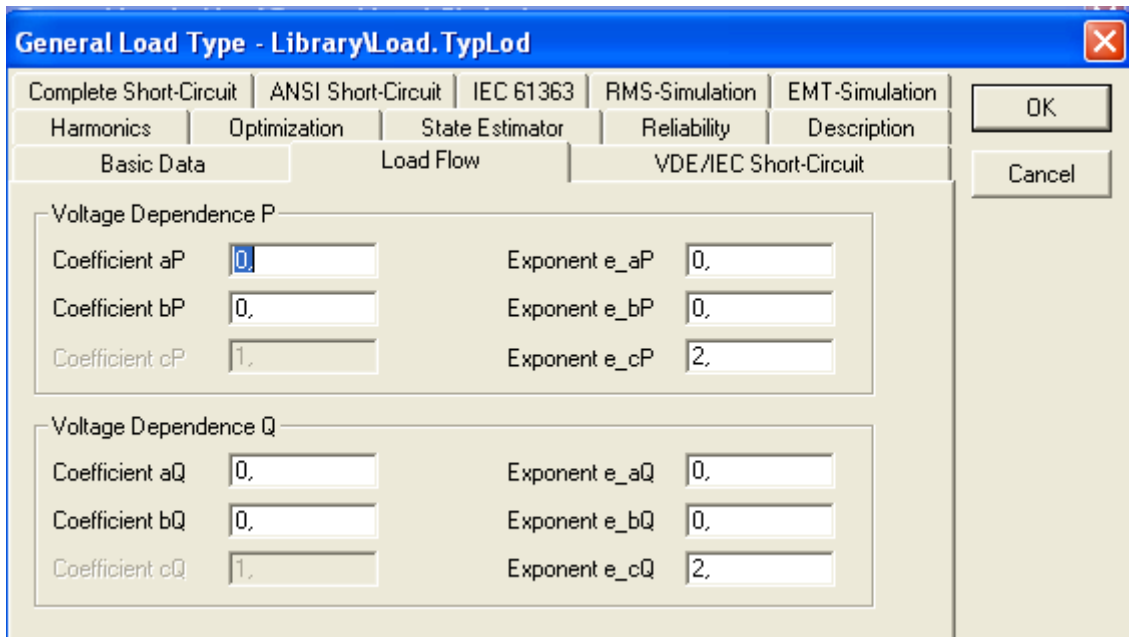 General Load Type - Library\Load.TypLod
Complete Short-Circuit ANSI Short-Circuit IEC 61363 RMS-Simulation EMT-Simulation
Harmonics Optimization State Estimator Reliability Description
Basic Data Load Flow VDE/IEC Short-Circuit
OK
Cancel
Voltage Dependence P
Coefficient aP 0, Exponent e_aP 0,
Coefficient bP 0, Exponent e_bP 0,
Coefficient cP 1, Exponent e_cP 2,
Voltage Dependence Q
Coefficient aQ 0, Exponent e_aQ 0,
Coefficient bQ 0, Exponent e_bQ 0,
Coefficient cQ 1, Exponent e_cQ 2,